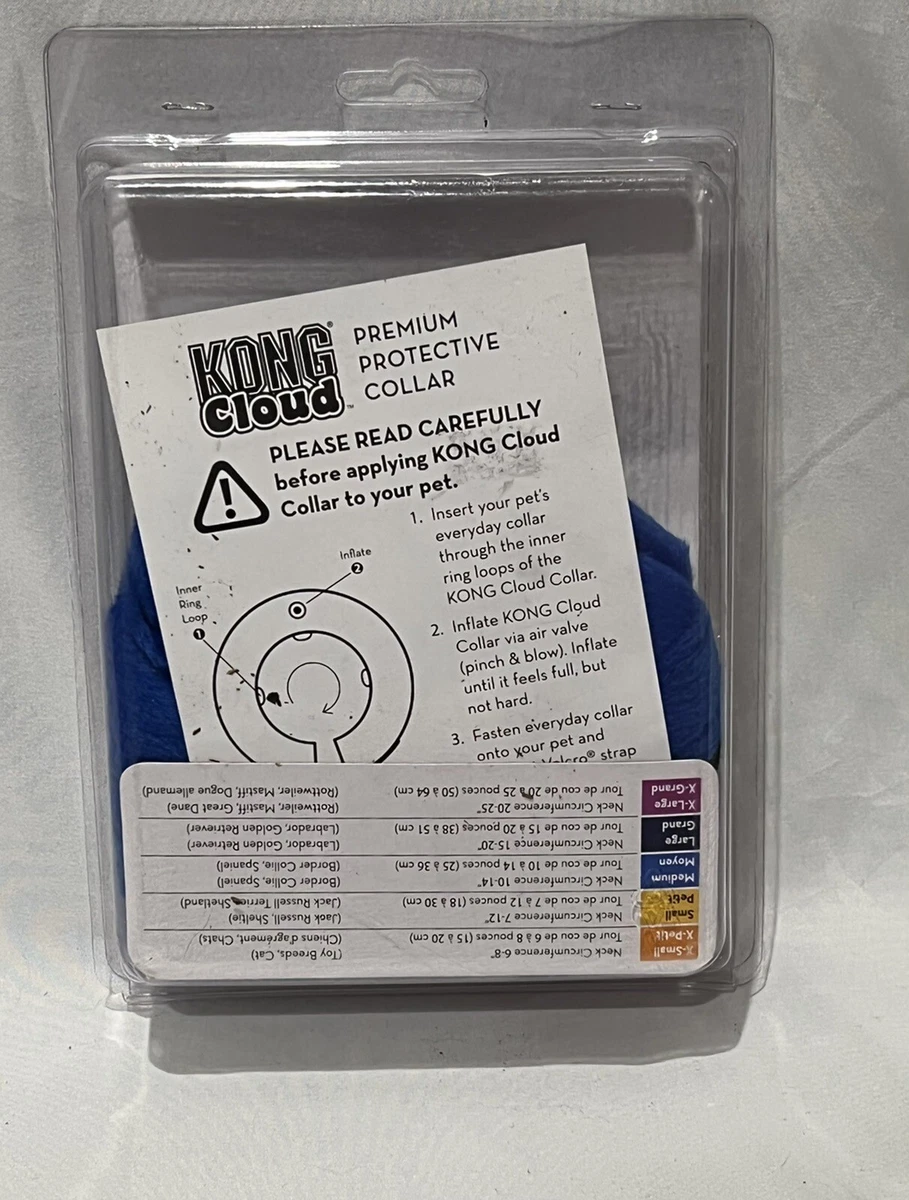 KONG®
Cloud™
PREMIUM
PROTECTIVE
COLLAR
PLEASE READ CAREFULLY
before applying KONG Cloud
Collar to your pet.
Inflate
2
Inner
Ring
Loop
1
1. Insert your pet's
everyday collar
through the inner
ring loops of the
KONG Cloud Collar.
2. Inflate KONG Cloud
Collar via air valve
(pinch & blow). Inflate
until it feels full, but
not hard.
3. Fasten everyday collar
onto your pet and
Velcro® strap
X-Small Neck Circumference 6-8" (Toy Breeds, Cat)
X-Petit Tour de cou de 6 à 8 pouces (15 à 20 cm) (Chiens d'agrément, Chats)
Small Neck Circumference 7-12" (Jack Russell, Sheltie)
Petit Tour de cou de 7 à 12 pouces (18 à 30 cm) (Jack Russell Terrier, Shetland)
Medium Neck Circumference 10-14" (Border Collie, Spaniel)
Moyen Tour de cou de 10 à 14 pouces (25 à 36 cm) (Border Collie, Spaniel)
Large Neck Circumference 15-20" (Labrador, Golden Retriever)
Grand Tour de cou de 15 à 20 pouces (38 à 51 cm) (Labrador, Golden Retriever)
X-Large Neck Circumference 20-25" (Rottweiler, Mastiff, Great Dane)
X-Grand Tour de cou de 20 à 25 pouces (50 à 64 cm) (Rottweiler, Mastiff, Dogue allemand)